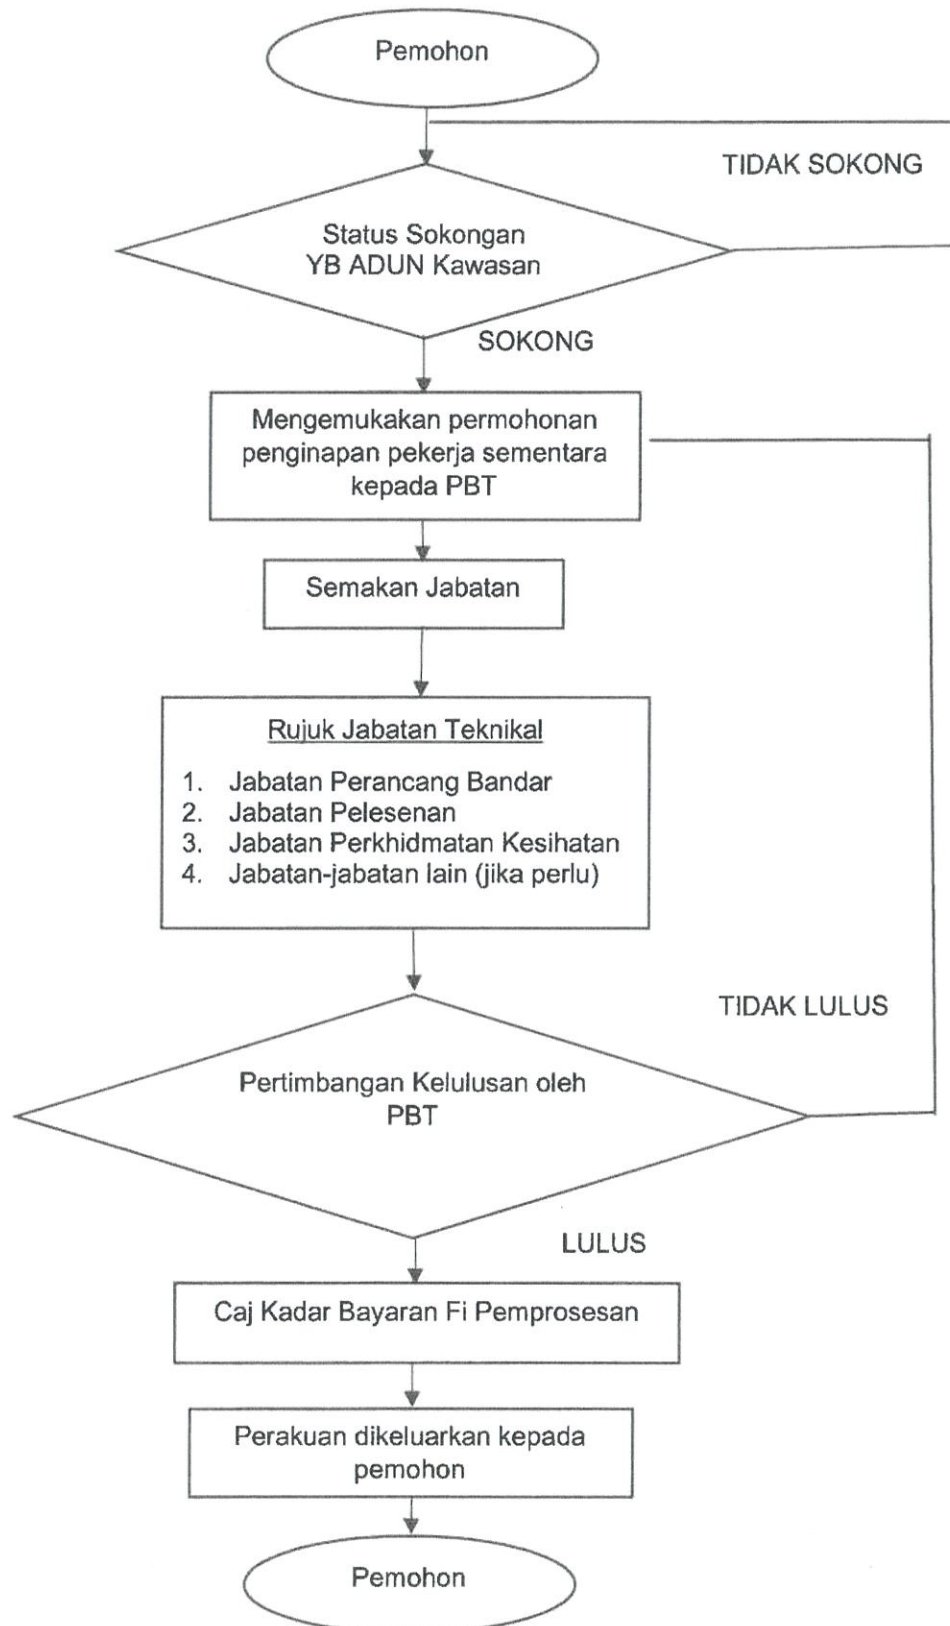 Pemohon
TIDAK SOKONG
Status Sokongan
YB ADUN Kawasan
SOKONG
Mengemukakan permohonan
penginapan pekerja sementara
kepada PBT
Semakan Jabatan
Rujuk Jabatan Teknikal
1. Jabatan Perancang Bandar
2. Jabatan Pelesenan
3. Jabatan Perkhidmatan Kesihatan
4. Jabatan-jabatan lain (jika perlu)
TIDAK LULUS
Pertimbangan Kelulusan oleh
PBT
LULUS
Caj Kadar Bayaran Fi Pemprosesan
Perakuan dikeluarkan kepada
pemohon
Pemohon